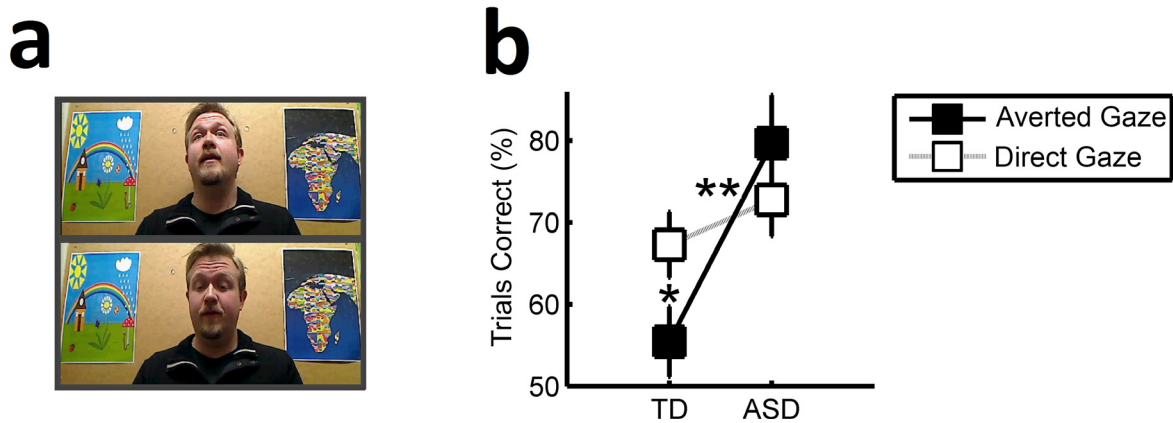 a
b
Trials Correct (%)
80
70
60
50
**
*
TD
ASD
Averted Gaze
Direct Gaze